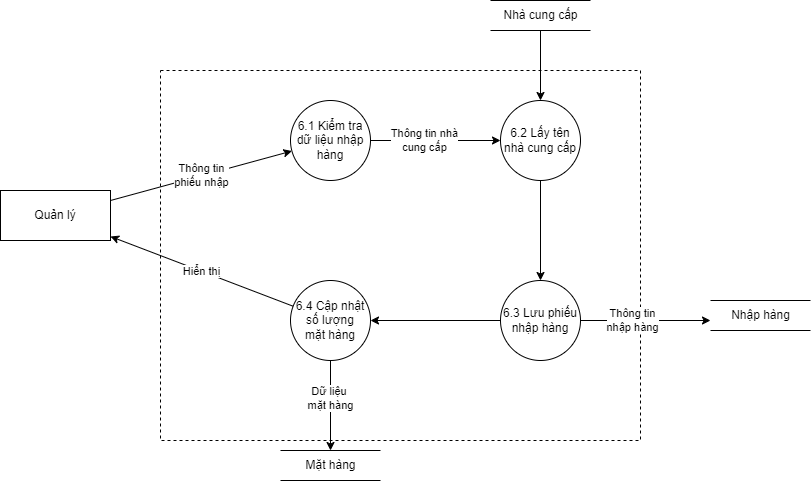 Nhà cung cấp
6.1 Kiểm tra
dữ liệu nhập
hàng
Thông tin nhà
cung cấp
6.2 Lấy tên
nhà cung cấp
Thông tin
phiếu nhập
Quản lý
Hiển thị
6.4 Cập nhật
số lượng
mặt hàng
6.3 Lưu phiếu
nhập hàng
Thông tin
nhập hàng
Nhập hàng
Dữ liệu
mặt hàng
Mặt hàng